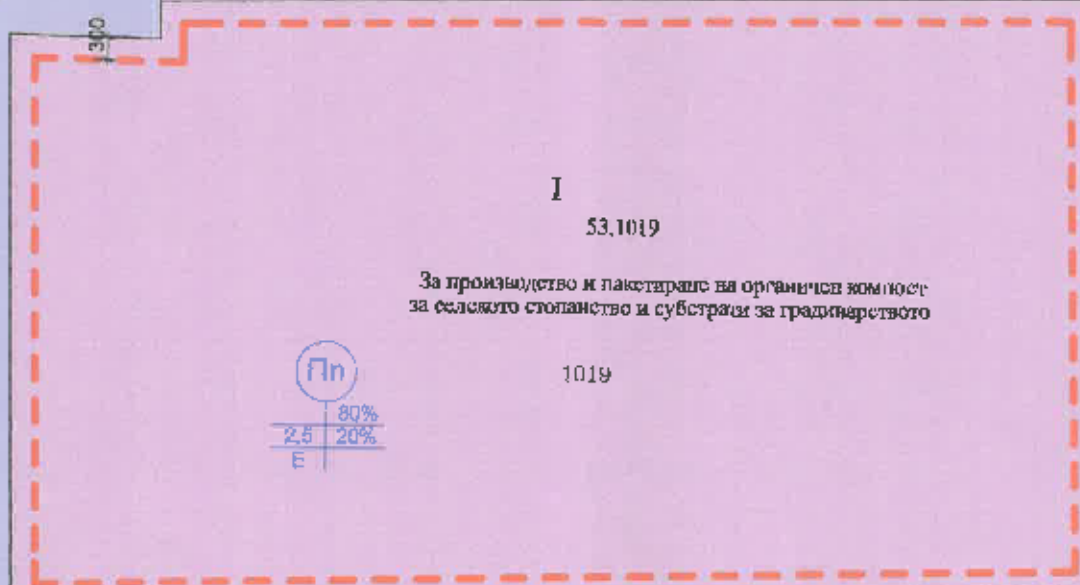 300
I
53.1019
За производство и пакетиране на органичен компост
за селското стопанство и субстрати за градинарството
Пп
1019
80%
2,5 20%
Е